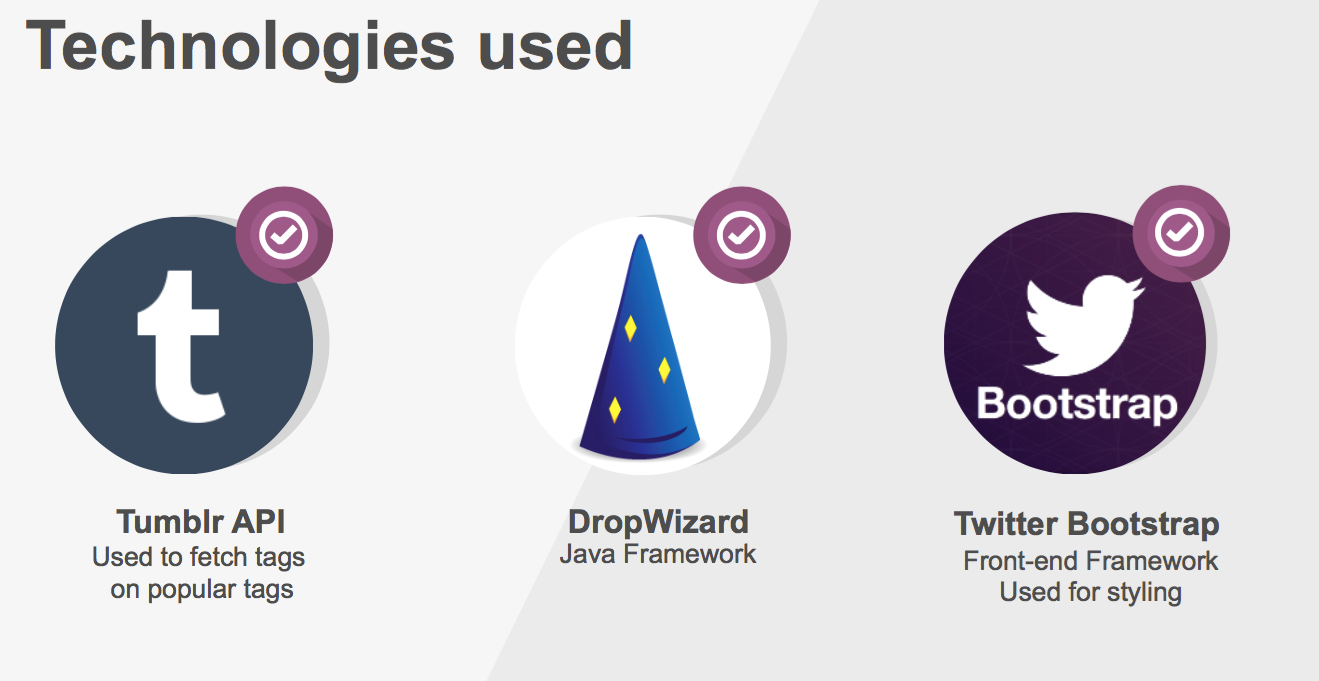 Technologies used
t
Bootstrap
Tumblr API
Used to fetch tags
on popular tags
DropWizard
Java Framework
Twitter Bootstrap
Front-end Framework
Used for styling